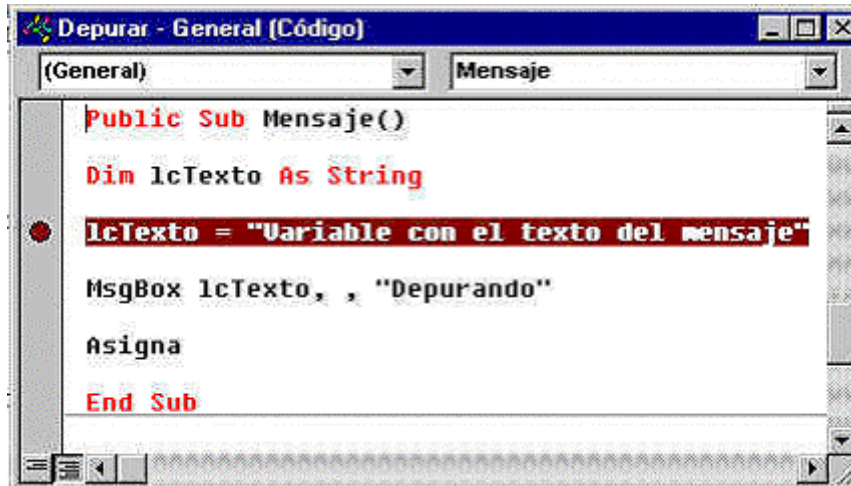 Depurar - General (Código)
(General) Mensaje
Public Sub Mensaje()
Dim lcTexto As String
lcTexto = "Variable con el texto del mensaje"
MsgBox lcTexto, , "Depurando"
Asigna
End Sub